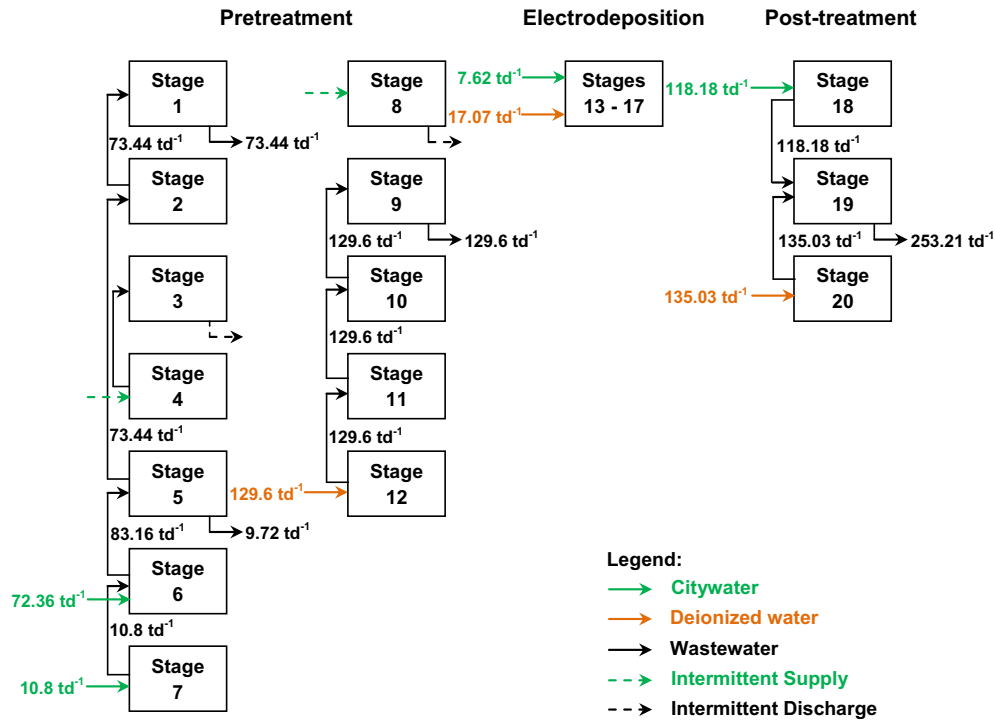 Pretreatment Electrodeposition Post-treatment
Stage 1
73.44 td-1
73.44 td-1
Stage 2
Stage 3
Stage 4
73.44 td-1
Stage 5
9.72 td-1
83.16 td-1
72.36 td-1
Stage 6
10.8 td-1
10.8 td-1
Stage 7
Stage 8
Stage 9
129.6 td-1
129.6 td-1
Stage 10
129.6 td-1
Stage 11
129.6 td-1
129.6 td-1
Stage 12
7.62 td-1
17.07 td-1
Stages 13 - 17
118.18 td-1
Stage 18
118.18 td-1
Stage 19
135.03 td-1
253.21 td-1
135.03 td-1
Stage 20
Legend:
Citywater
Deionized water
Wastewater
Intermittent Supply
Intermittent Discharge